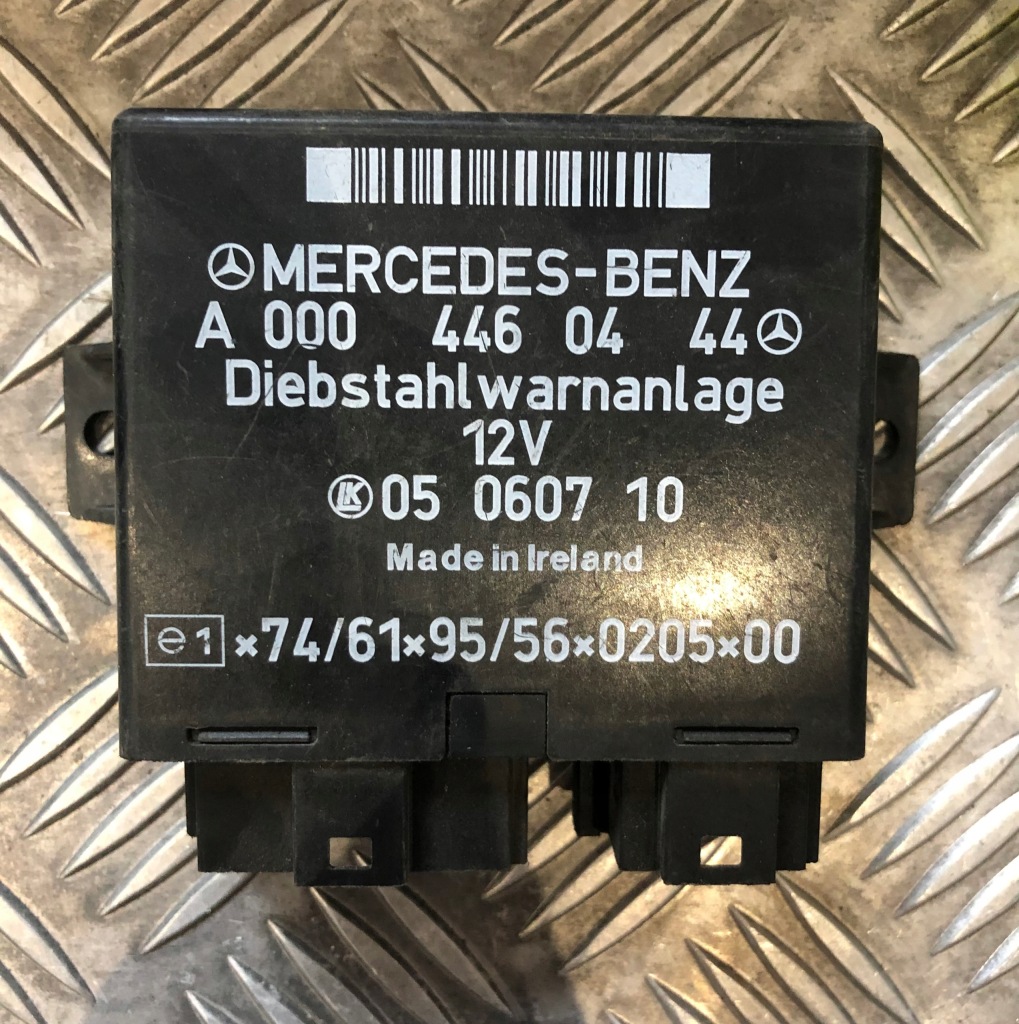 MERCEDES-BENZ
A 000 446 04 44
Diebstahlwarnanlage
12V
LK 05 0607 10
Made in Ireland
e1 *74/61*95/56*0205*00